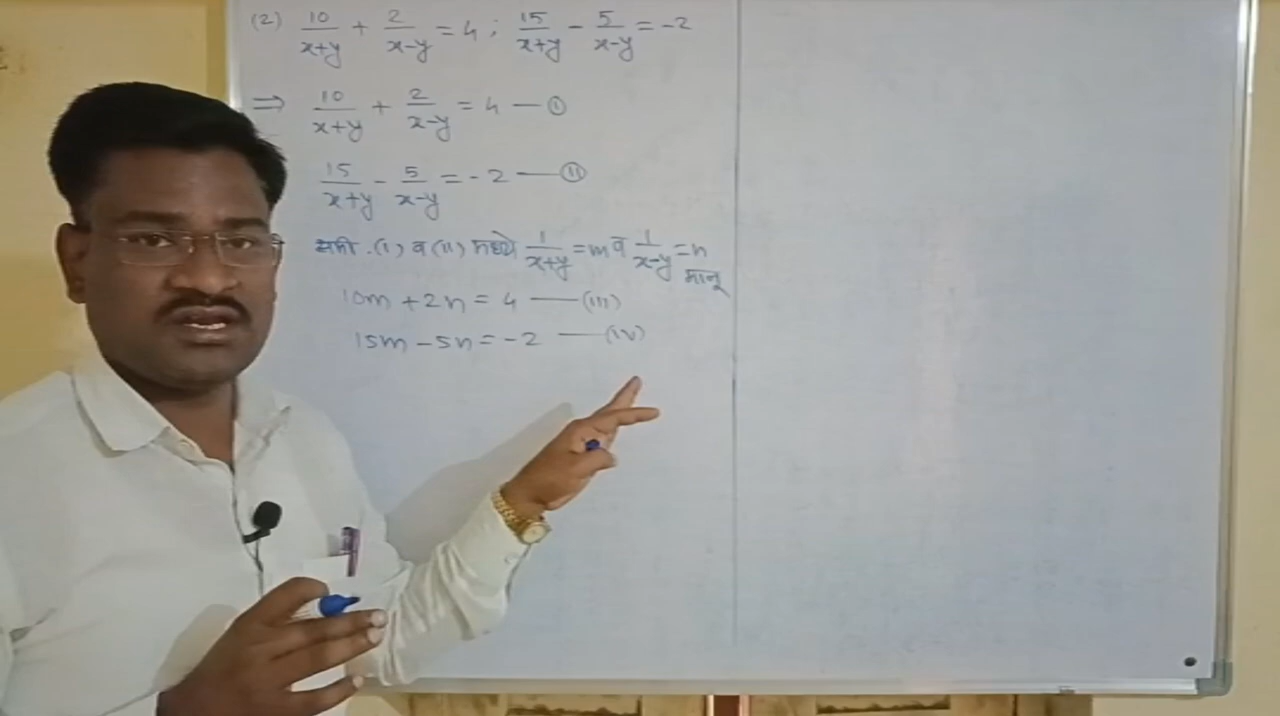 (2) 10/(x+y) + 2/(x-y) = 4 ; 15/(x+y) - 5/(x-y) = -2
⇒ 10/(x+y) + 2/(x-y) = 4 — (I)
15/(x+y) - 5/(x-y) = -2 — (II)
समी. (I) व (II) मध्ये 1/(x+y) = m व 1/(x-y) = n मानू
10m + 2n = 4 — (III)
15m - 5n = -2 — (IV)